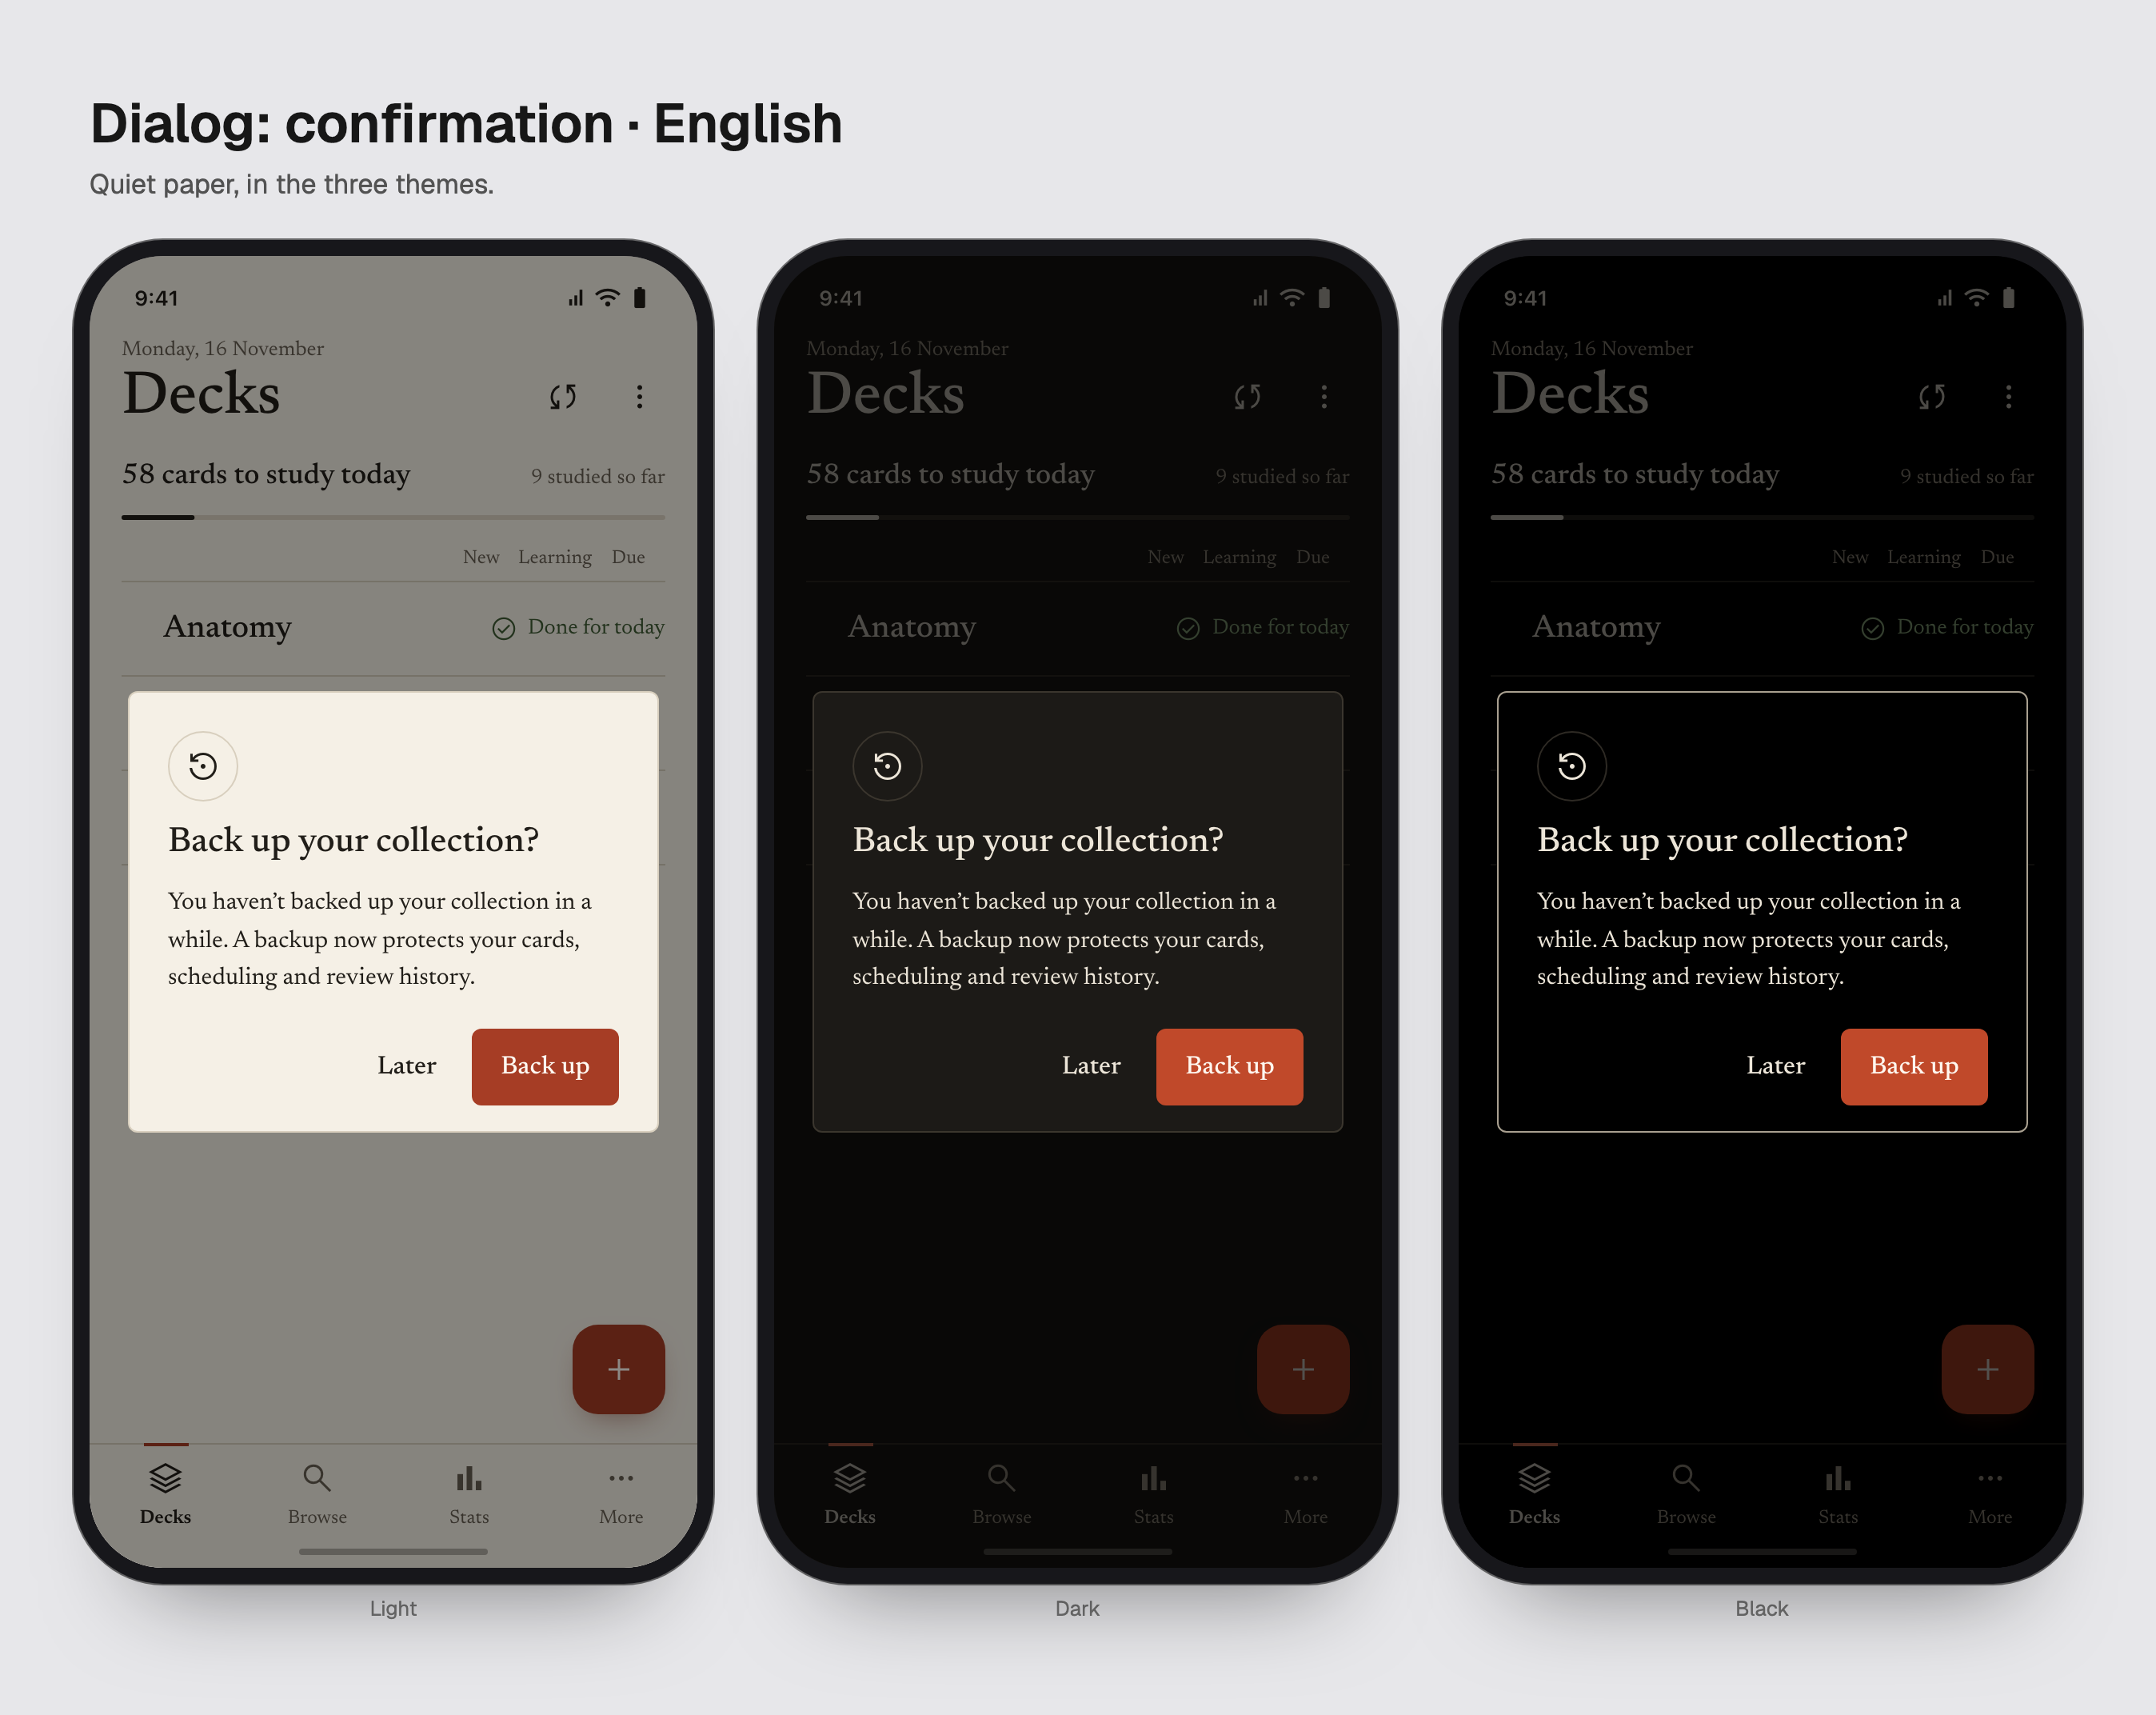 Dialog: confirmation · English
Quiet paper, in the three themes.
9:41
Monday, 16 November
Decks
58 cards to study today
9 studied so far
New Learning Due
Anatomy
Done for today
Back up your collection?
You haven’t backed up your collection in a
while. A backup now protects your cards,
scheduling and review history.
Later
Back up
Decks
Browse
Stats
More
Light
9:41
Monday, 16 November
Decks
58 cards to study today
9 studied so far
New Learning Due
Anatomy
Done for today
Back up your collection?
You haven’t backed up your collection in a
while. A backup now protects your cards,
scheduling and review history.
Later
Back up
Decks
Browse
Stats
More
Dark
9:41
Monday, 16 November
Decks
58 cards to study today
9 studied so far
New Learning Due
Anatomy
Done for today
Back up your collection?
You haven’t backed up your collection in a
while. A backup now protects your cards,
scheduling and review history.
Later
Back up
Decks
Browse
Stats
More
Black